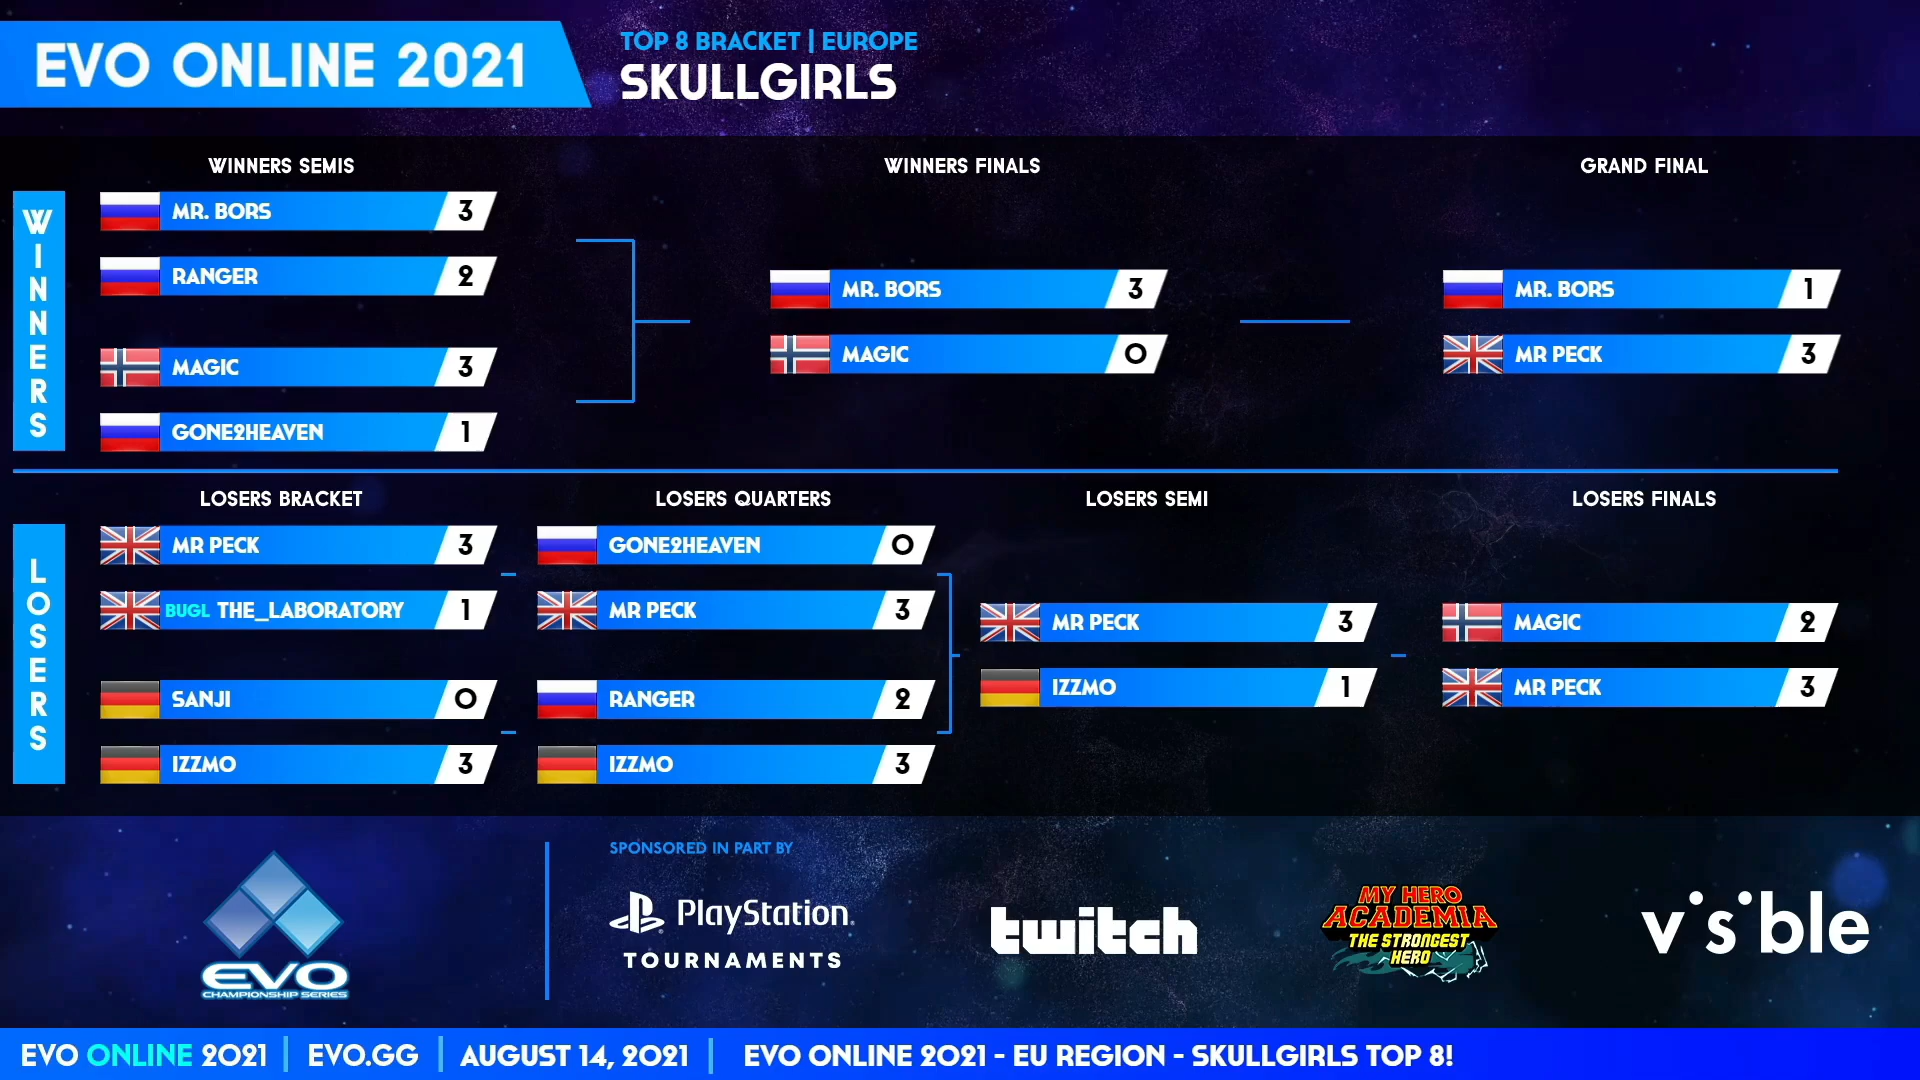 EVO ONLINE 2021
TOP 8 BRACKET | EUROPE
SKULLGIRLS
WINNERS SEMIS
WINNERS FINALS
GRAND FINAL
WINNERS
MR. BORS 3
RANGER 2
MAGIC 3
GONE2HEAVEN 1
MR. BORS 3
MAGIC 0
MR. BORS 1
MR PECK 3
LOSERS BRACKET
LOSERS QUARTERS
LOSERS SEMI
LOSERS FINALS
LOSERS
MR PECK 3
BUGL THE_LABORATORY 1
SANJI 0
IZZMO 3
GONE2HEAVEN 0
MR PECK 3
RANGER 2
IZZMO 3
MR PECK 3
IZZMO 1
MAGIC 2
MR PECK 3
EVO
CHAMPIONSHIP SERIES
SPONSORED IN PART BY
PlayStation
TOURNAMENTS
twitch
MY HERO
ACADEMIA
THE STRONGEST
HERO
visible
EVO ONLINE 2021 | EVO.GG | AUGUST 14, 2021 | EVO ONLINE 2021 - EU REGION - SKULLGIRLS TOP 8!